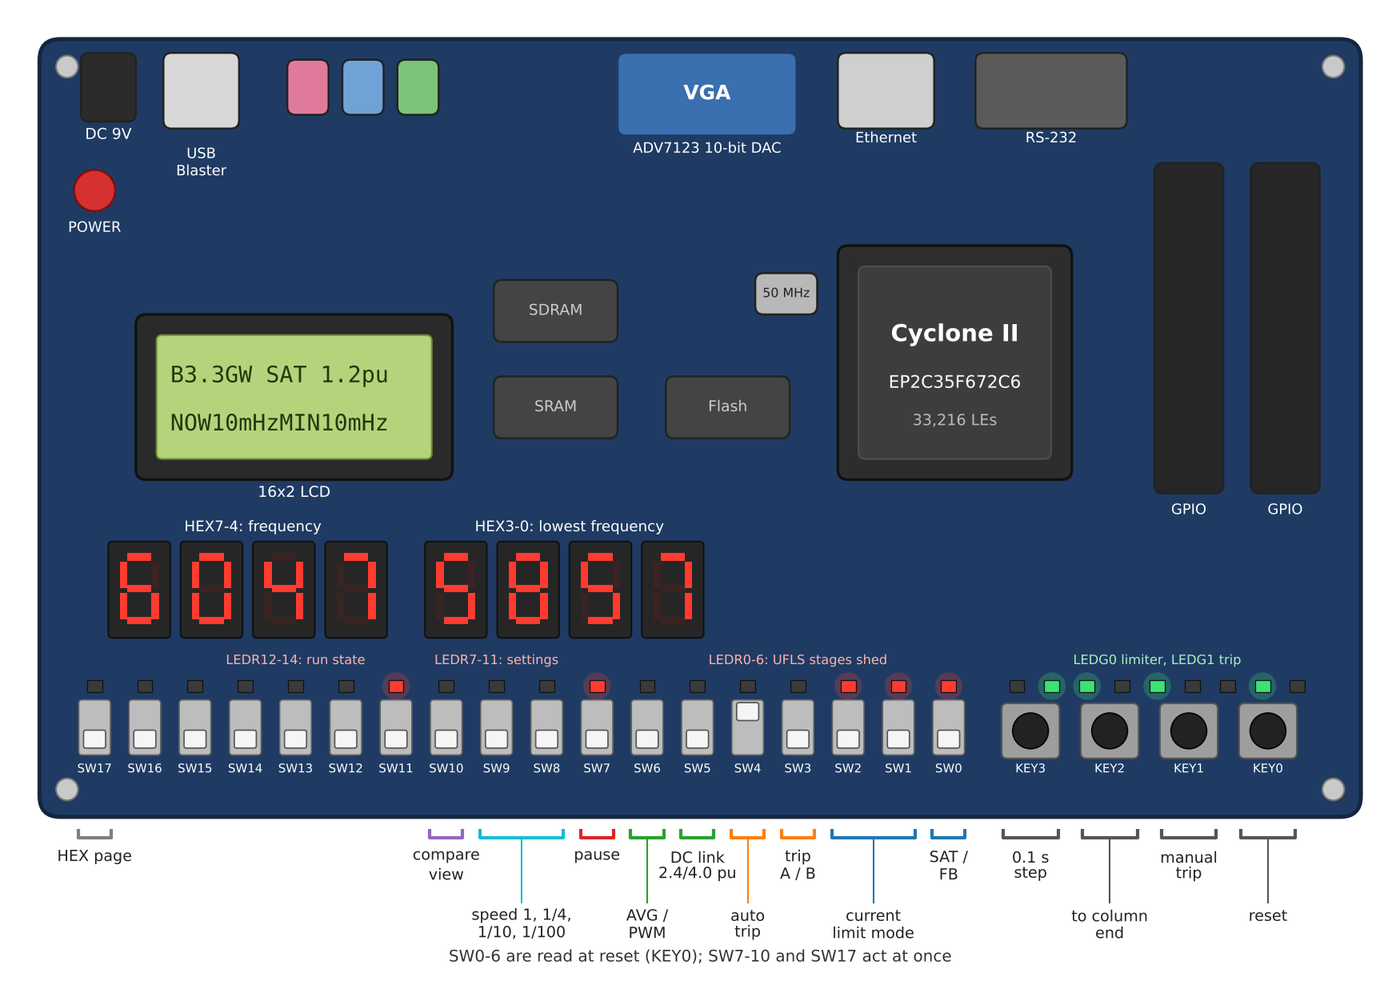 VGA
DC 9V
USB
Blaster
ADV7123 10-bit DAC
Ethernet
RS-232
POWER
SDRAM
50 MHz
Cyclone II
EP2C35F672C6
33,216 LEs
B3.3GW SAT 1.2pu
NOW10mHzMIN10mHz
SRAM
Flash
16x2 LCD
GPIO
GPIO
HEX7-4: frequency
HEX3-0: lowest frequency
6047
5857
LEDR12-14: run state
LEDR7-11: settings
LEDR0-6: UFLS stages shed
LEDG0 limiter, LEDG1 trip
SW17 SW16 SW15 SW14 SW13 SW12 SW11 SW10 SW9 SW8 SW7 SW6 SW5 SW4 SW3 SW2 SW1 SW0 KEY3 KEY2 KEY1 KEY0
HEX page
compare
view
speed 1, 1/4,
1/10, 1/100
pause
AVG /
PWM
DC link
2.4/4.0 pu
auto
trip
trip
A / B
current
limit mode
SAT /
FB
0.1 s
step
to column
end
manual
trip
reset
SW0-6 are read at reset (KEY0); SW7-10 and SW17 act at once